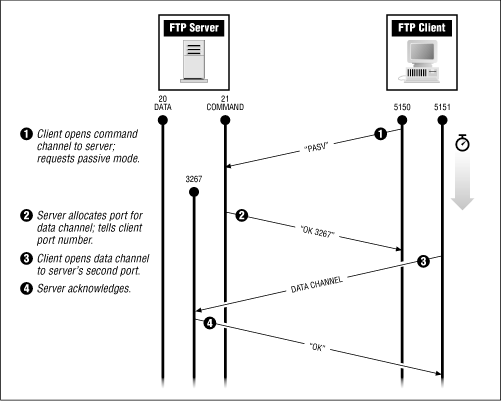 FTP Server
FTP Client
20
DATA
21
COMMAND
5150
5151
1 Client opens command
channel to server;
requests passive mode.
1
"PASV"
3267
2 Server allocates port for
data channel; tells client
port number.
2
"OK 3267"
3 Client opens data channel
to server's second port.
3
DATA CHANNEL
4 Server acknowledges.
4
"OK"